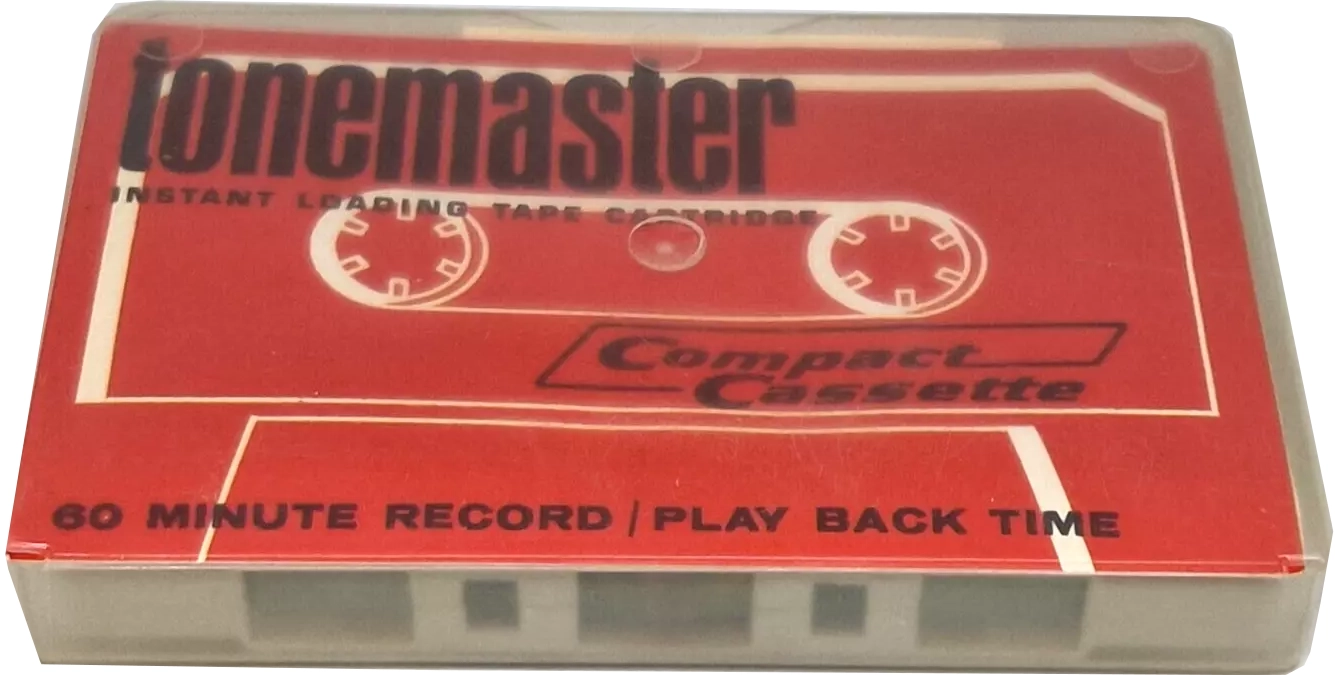 tonemaster
INSTANT LOADING TAPE CARTRIDGE
Compact
Cassette
60 MINUTE RECORD / PLAY BACK TIME